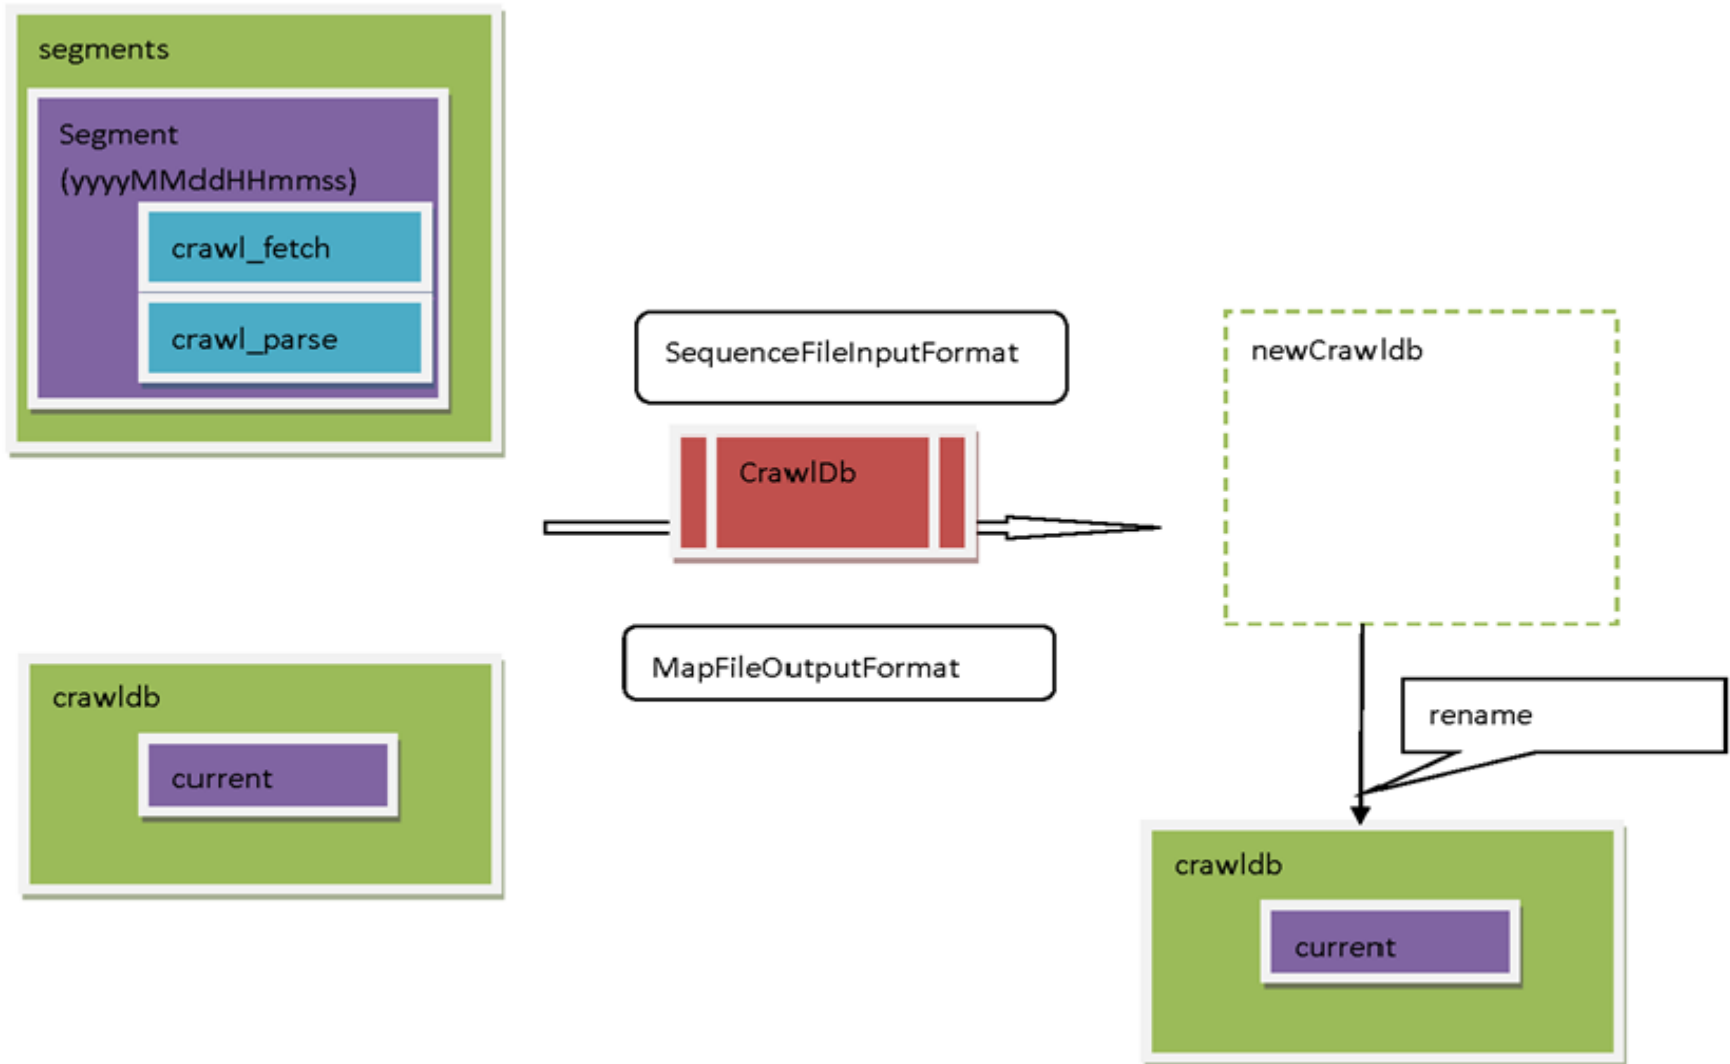 segments
Segment
(yyyyMMddHHmmss)
crawl_fetch
crawl_parse
SequenceFileInputFormat
CrawlDb
MapFileOutputFormat
crawldb
current
newCrawldb
rename
crawldb
current